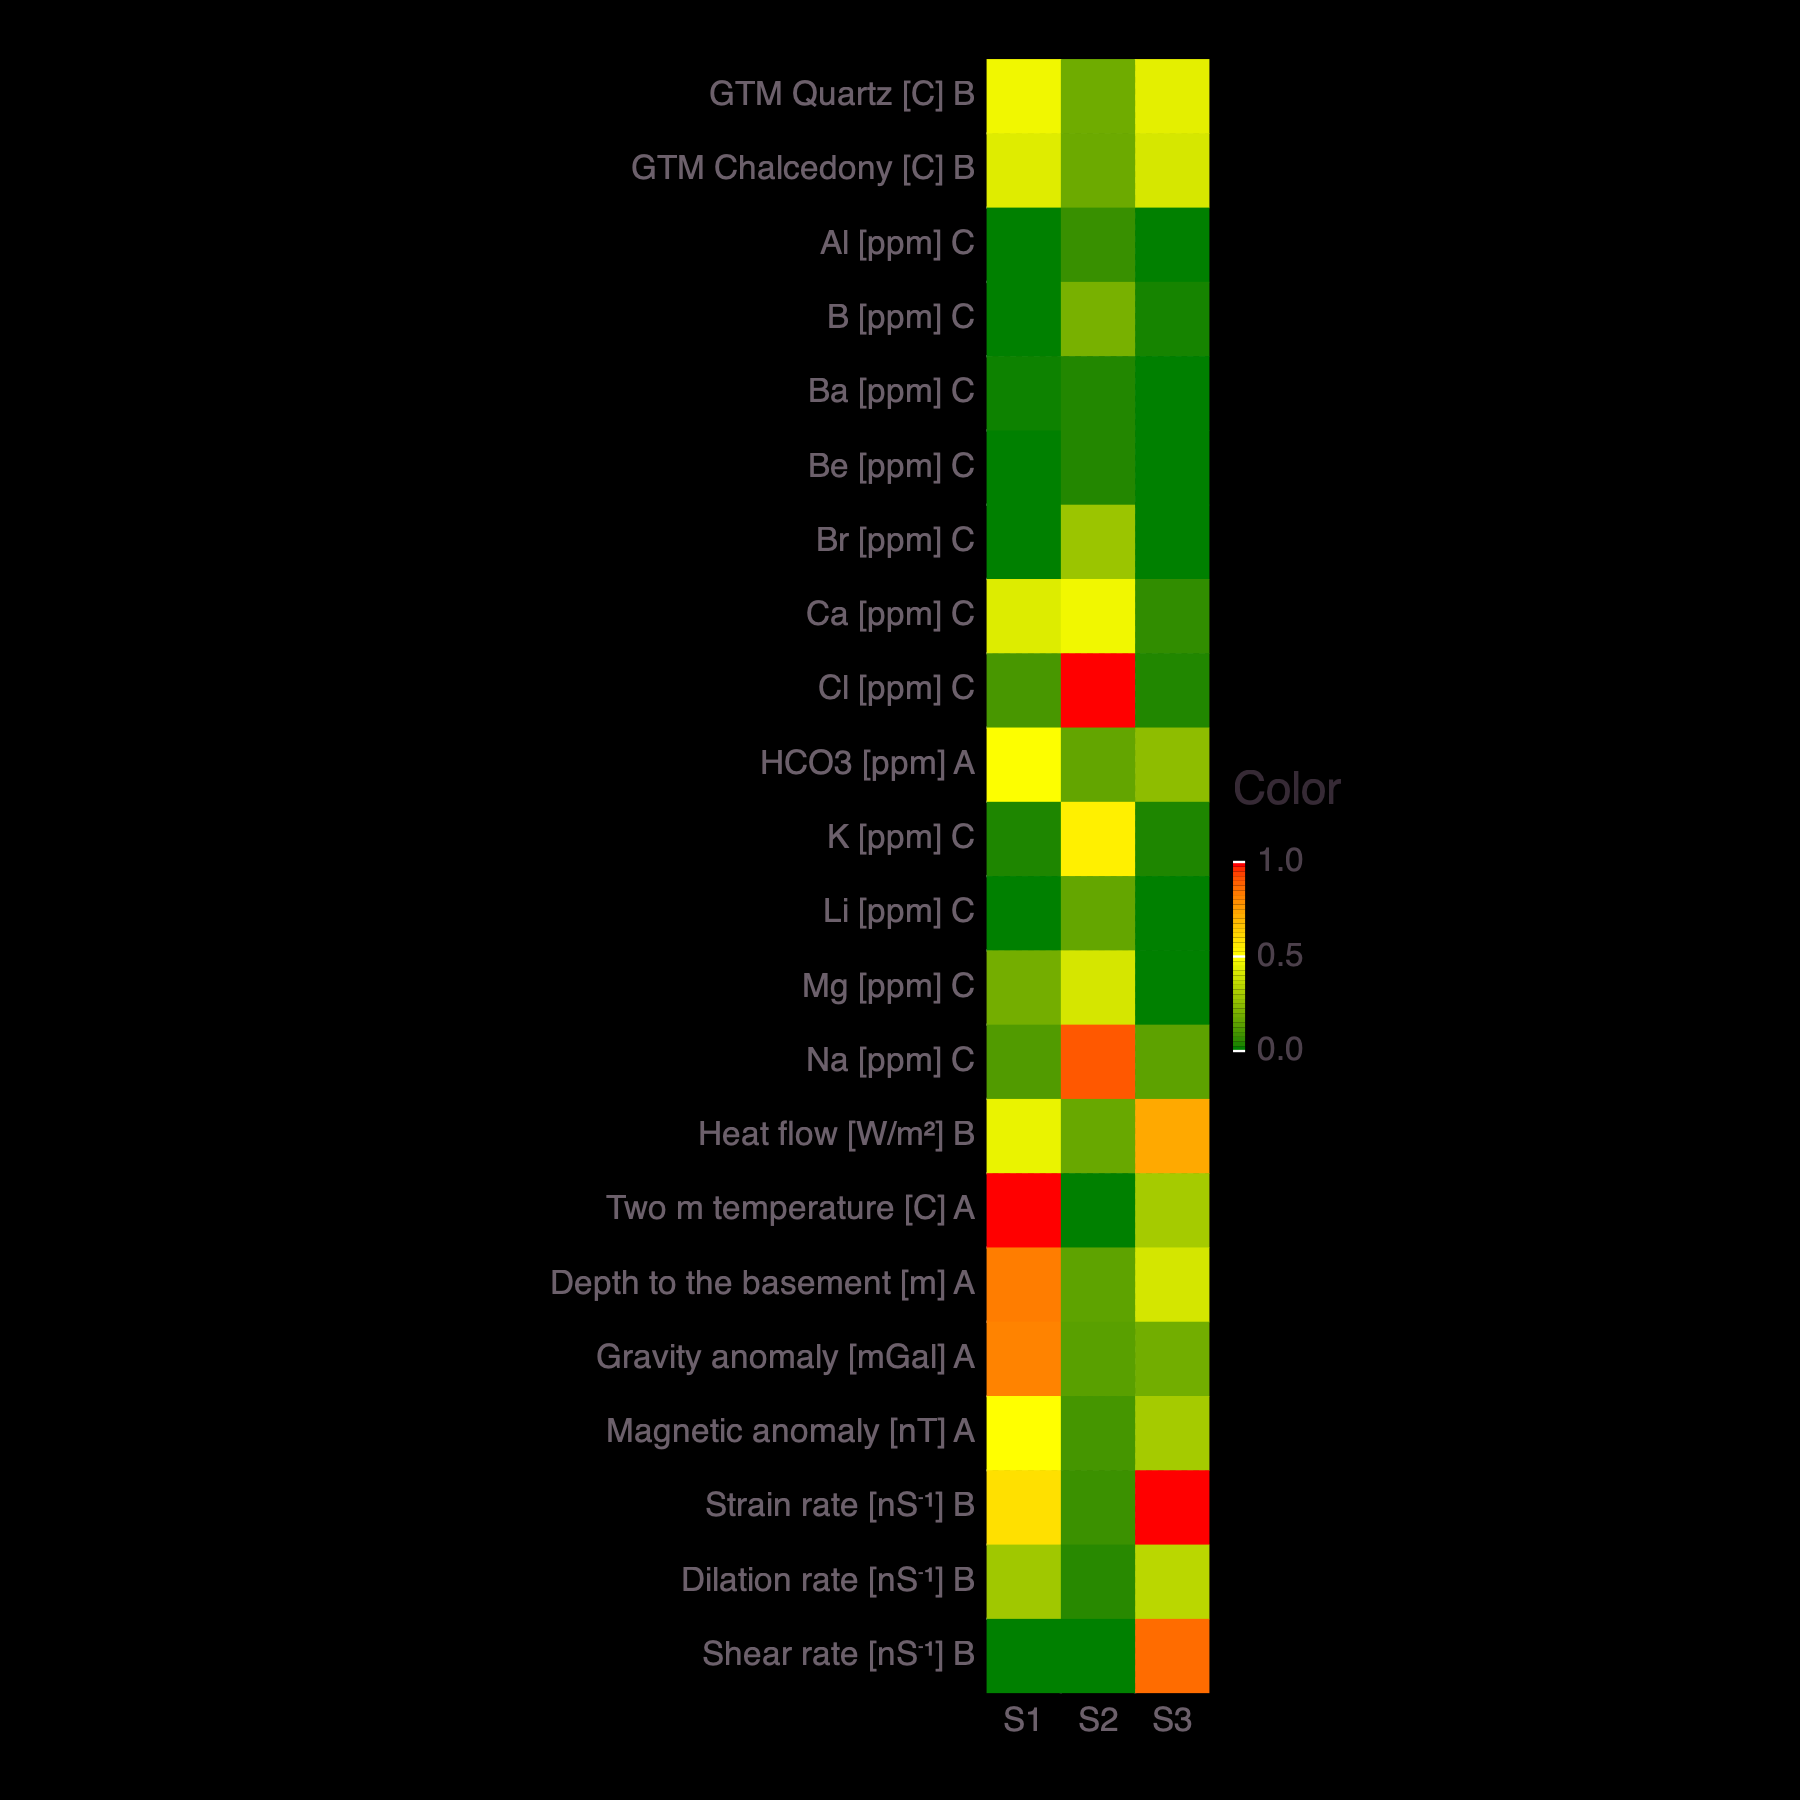 GTM Quartz [C] B
GTM Chalcedony [C] B
Al [ppm] C
B [ppm] C
Ba [ppm] C
Be [ppm] C
Br [ppm] C
Ca [ppm] C
Cl [ppm] C
HCO3 [ppm] A
K [ppm] C
Li [ppm] C
Mg [ppm] C
Na [ppm] C
Heat flow [W/m²] B
Two m temperature [C] A
Depth to the basement [m] A
Gravity anomaly [mGal] A
Magnetic anomaly [nT] A
Strain rate [nS⁻¹] B
Dilation rate [nS⁻¹] B
Shear rate [nS⁻¹] B
S1 S2 S3
Color
1.0
0.5
0.0